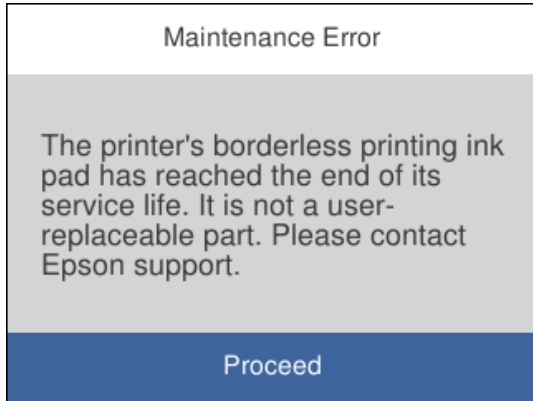 Maintenance Error
The printer's borderless printing ink
pad has reached the end of its
service life. It is not a user-
replaceable part. Please contact
Epson support.
Proceed